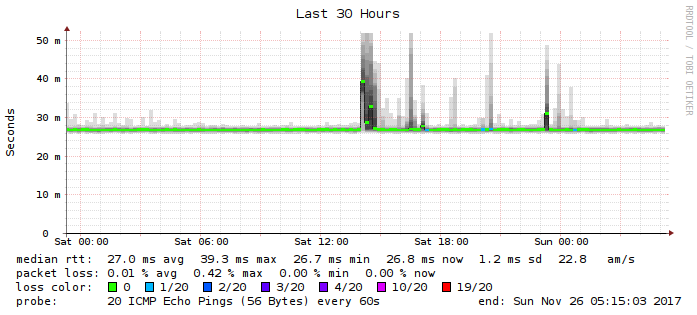 Last 30 Hours
RRDTOOL / TOBI OETIKER
Seconds
50 m
40 m
30 m
20 m
10 m
0
Sat 00:00 Sat 06:00 Sat 12:00 Sat 18:00 Sun 00:00
median rtt: 27.0 ms avg 39.3 ms max 26.7 ms min 26.8 ms now 1.2 ms sd 22.8 am/s
packet loss: 0.01 % avg 0.42 % max 0.00 % min 0.00 % now
loss color: 0 1/20 2/20 3/20 4/20 10/20 19/20
probe: 20 ICMP Echo Pings (56 Bytes) every 60s end: Sun Nov 26 05:15:03 2017